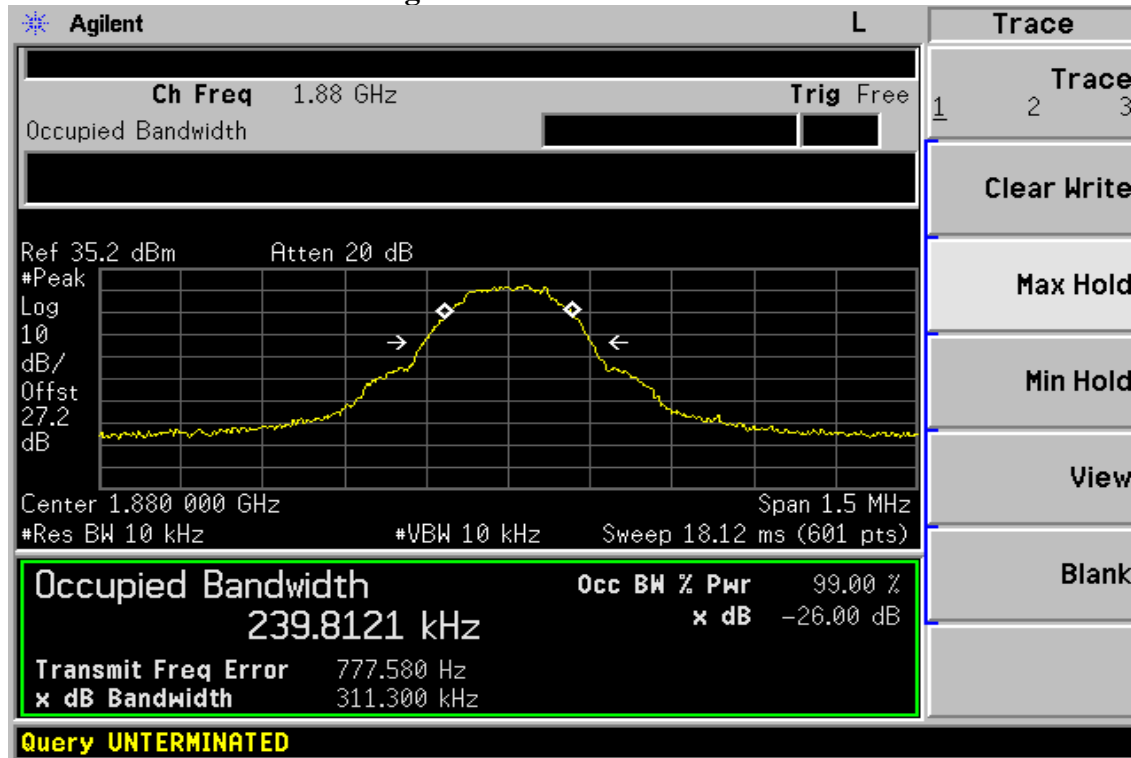 Agilent L Trace
Ch Freq 1.88 GHz Trig Free
Occupied Bandwidth
Trace
1 2 3
Clear Write
Max Hold
Min Hold
View
Blank
Ref 35.2 dBm Atten 20 dB
#Peak
Log
10
dB/
Offst
27.2
dB
Center 1.880 000 GHz Span 1.5 MHz
#Res BW 10 kHz #VBW 10 kHz Sweep 18.12 ms (601 pts)
Occupied Bandwidth Occ BW % Pwr 99.00 %
239.8121 kHz x dB -26.00 dB
Transmit Freq Error 777.580 Hz
x dB Bandwidth 311.300 kHz
Query UNTERMINATED